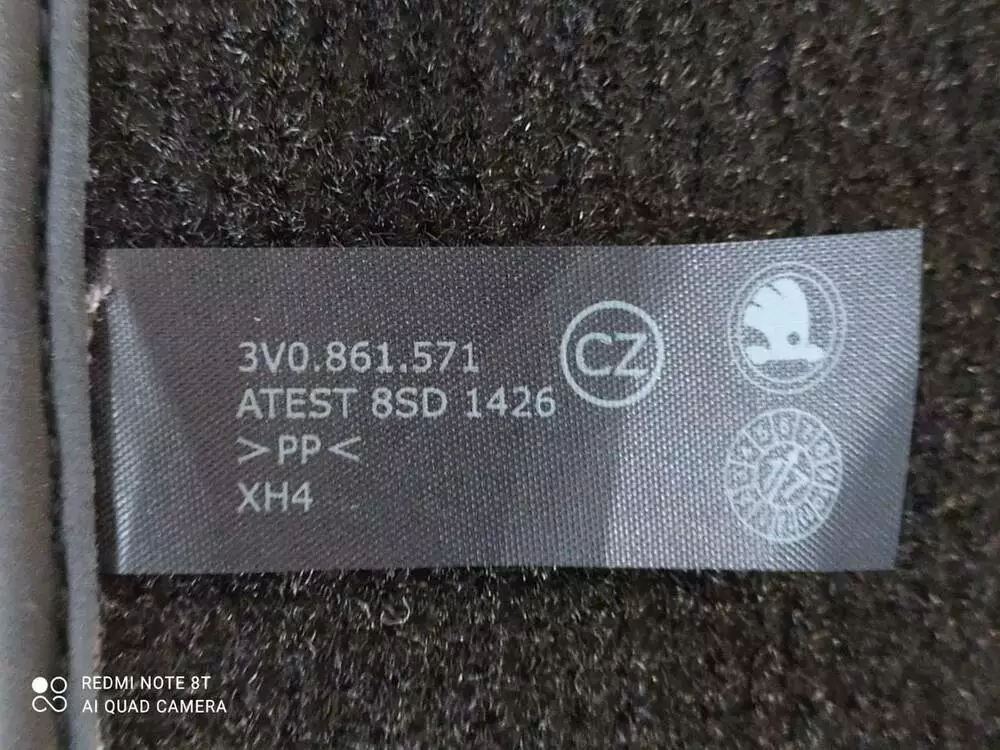 3V0.861.571
ATEST 8SD 1426
>PP<
XH4
CZ
REDMI NOTE 8T
AI QUAD CAMERA